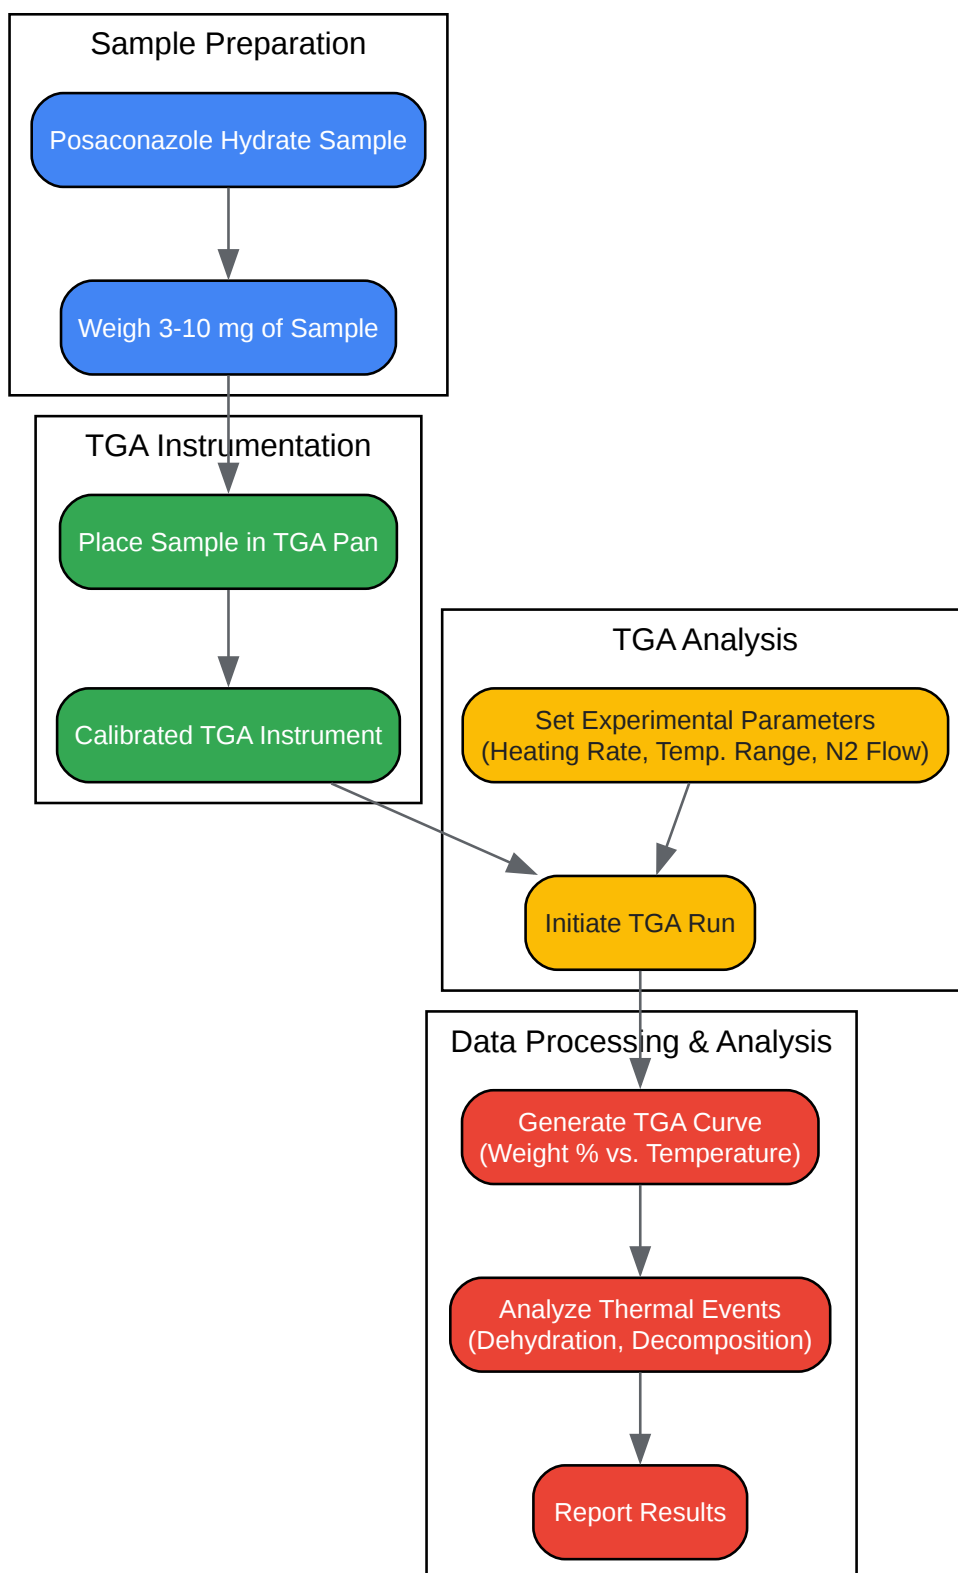 Sample Preparation
Posaconazole Hydrate Sample
Weigh 3-10 mg of Sample
TGA Instrumentation
Place Sample in TGA Pan
Calibrated TGA Instrument
TGA Analysis
Set Experimental Parameters
(Heating Rate, Temp. Range, N2 Flow)
Initiate TGA Run
Data Processing & Analysis
Generate TGA Curve
(Weight % vs. Temperature)
Analyze Thermal Events
(Dehydration, Decomposition)
Report Results